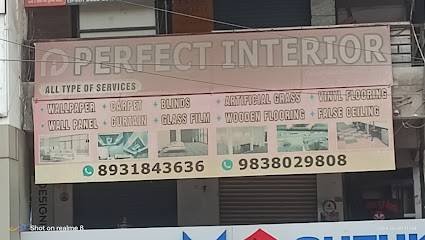 PERFECT INTERIOR
ALL TYPE OF SERVICES
WALLPAPER + CARPET + BLINDS + ARTIFICIAL GRASS + VINYL FLOORING
WALL PANEL + CURTAIN + GLASS FILM + WOODEN FLOORING + FALSE CEILING
8931843636 9838029808
DESIGN
Shot on realme 8